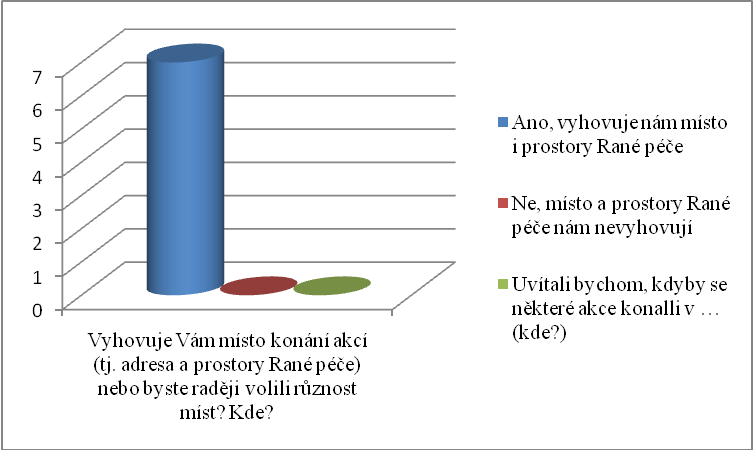 7
6
5
4
3
2
1
0
Vyhovuje Vám místo konání akcí
(tj. adresa a prostory Rané péče)
nebo byste raději volili různost
míst? Kde?
Ano, vyhovuje nám místo
i prostory Rané péče
Ne, místo a prostory Rané
péče nám nevyhovují
Uvítali bychom, kdyby se
některé akce konalli v …
(kde?)